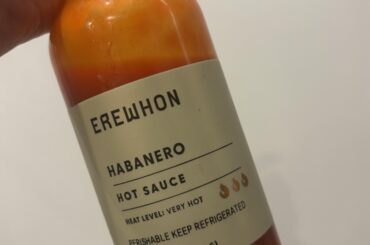 EREWHON
HABANERO
HOT SAUCE
HEAT LEVEL: VERY HOT
PERISHABLE KEEP REFRIGERATED